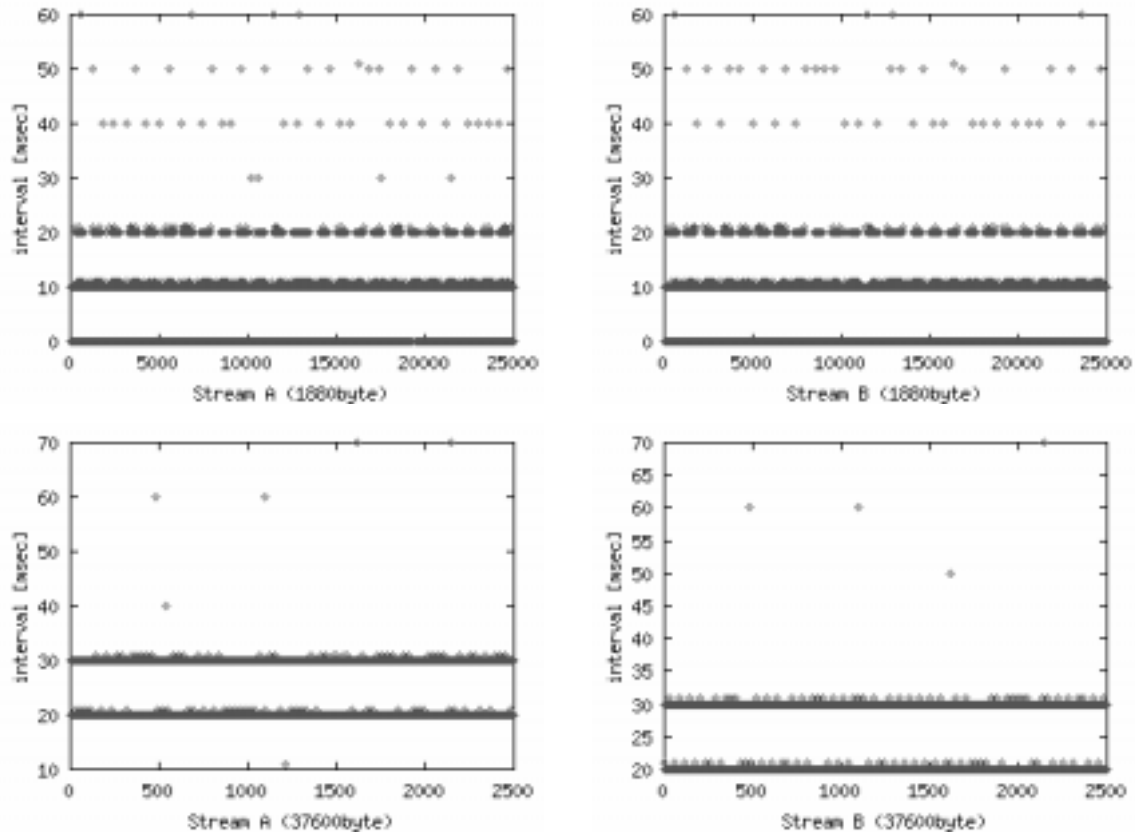 60
50
40
30
20
10
0
interval [msec]
0 5000 10000 15000 20000 25000
Stream A (1880byte)
60
50
40
30
20
10
0
interval [msec]
0 5000 10000 15000 20000 25000
Stream B (1880byte)
70
60
50
40
30
20
10
interval [msec]
0 500 1000 1500 2000 2500
Stream A (37600byte)
70
65
60
55
50
45
40
35
30
25
20
interval [msec]
0 500 1000 1500 2000 2500
Stream B (37600byte)